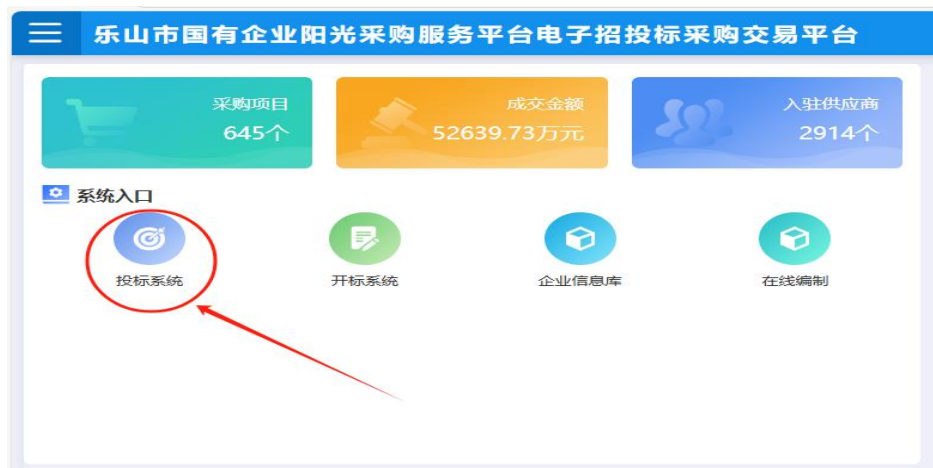 乐山市国有企业阳光采购服务平台电子招投标采购交易平台
采购项目
645个
成交金额
52639.73万元
入驻供应商
2914个
系统入口
投标系统
开标系统
企业信息库
在线编制